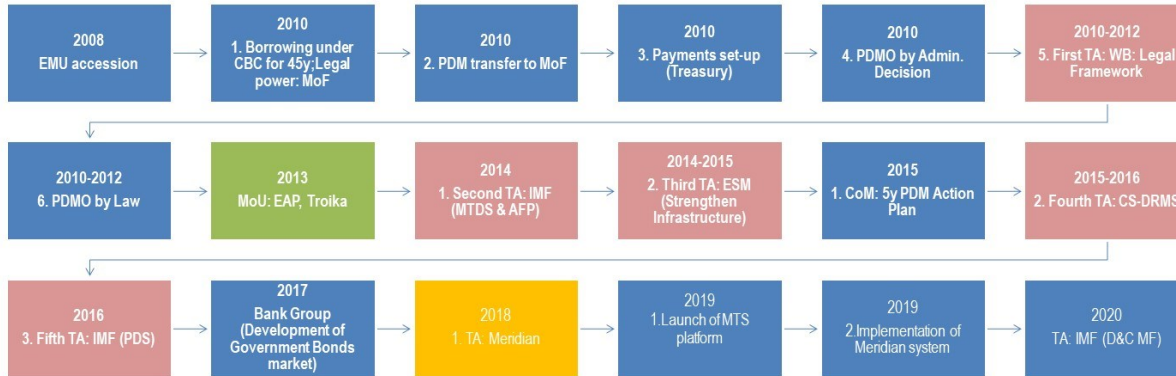 2008
EMU accession
2010
1. Borrowing under
CBC for 45y;Legal
power: MoF
2010
2. PDM transfer to MoF
2010
3. Payments set-up
(Treasury)
2010
4. PDMO by Admin.
Decision
2010-2012
5. First TA: WB: Legal
Framework
2010-2012
6. PDMO by Law
2013
MoU: EAP, Troika
2014
1. Second TA: IMF
(MTDS & AFP)
2014-2015
2. Third TA: ESM
(Strengthen
Infrastructure)
2015
1. CoM: 5y PDM Action
Plan
2015-2016
2. Fourth TA: CS-DRMS
2016
3. Fifth TA: IMF (PDS)
2017
Bank Group
(Development of
Government Bonds
market)
2018
1. TA: Meridian
2019
1.Launch of MTS
platform
2019
2.Implementation of
Meridian system
2020
TA: IMF (D&C MF)